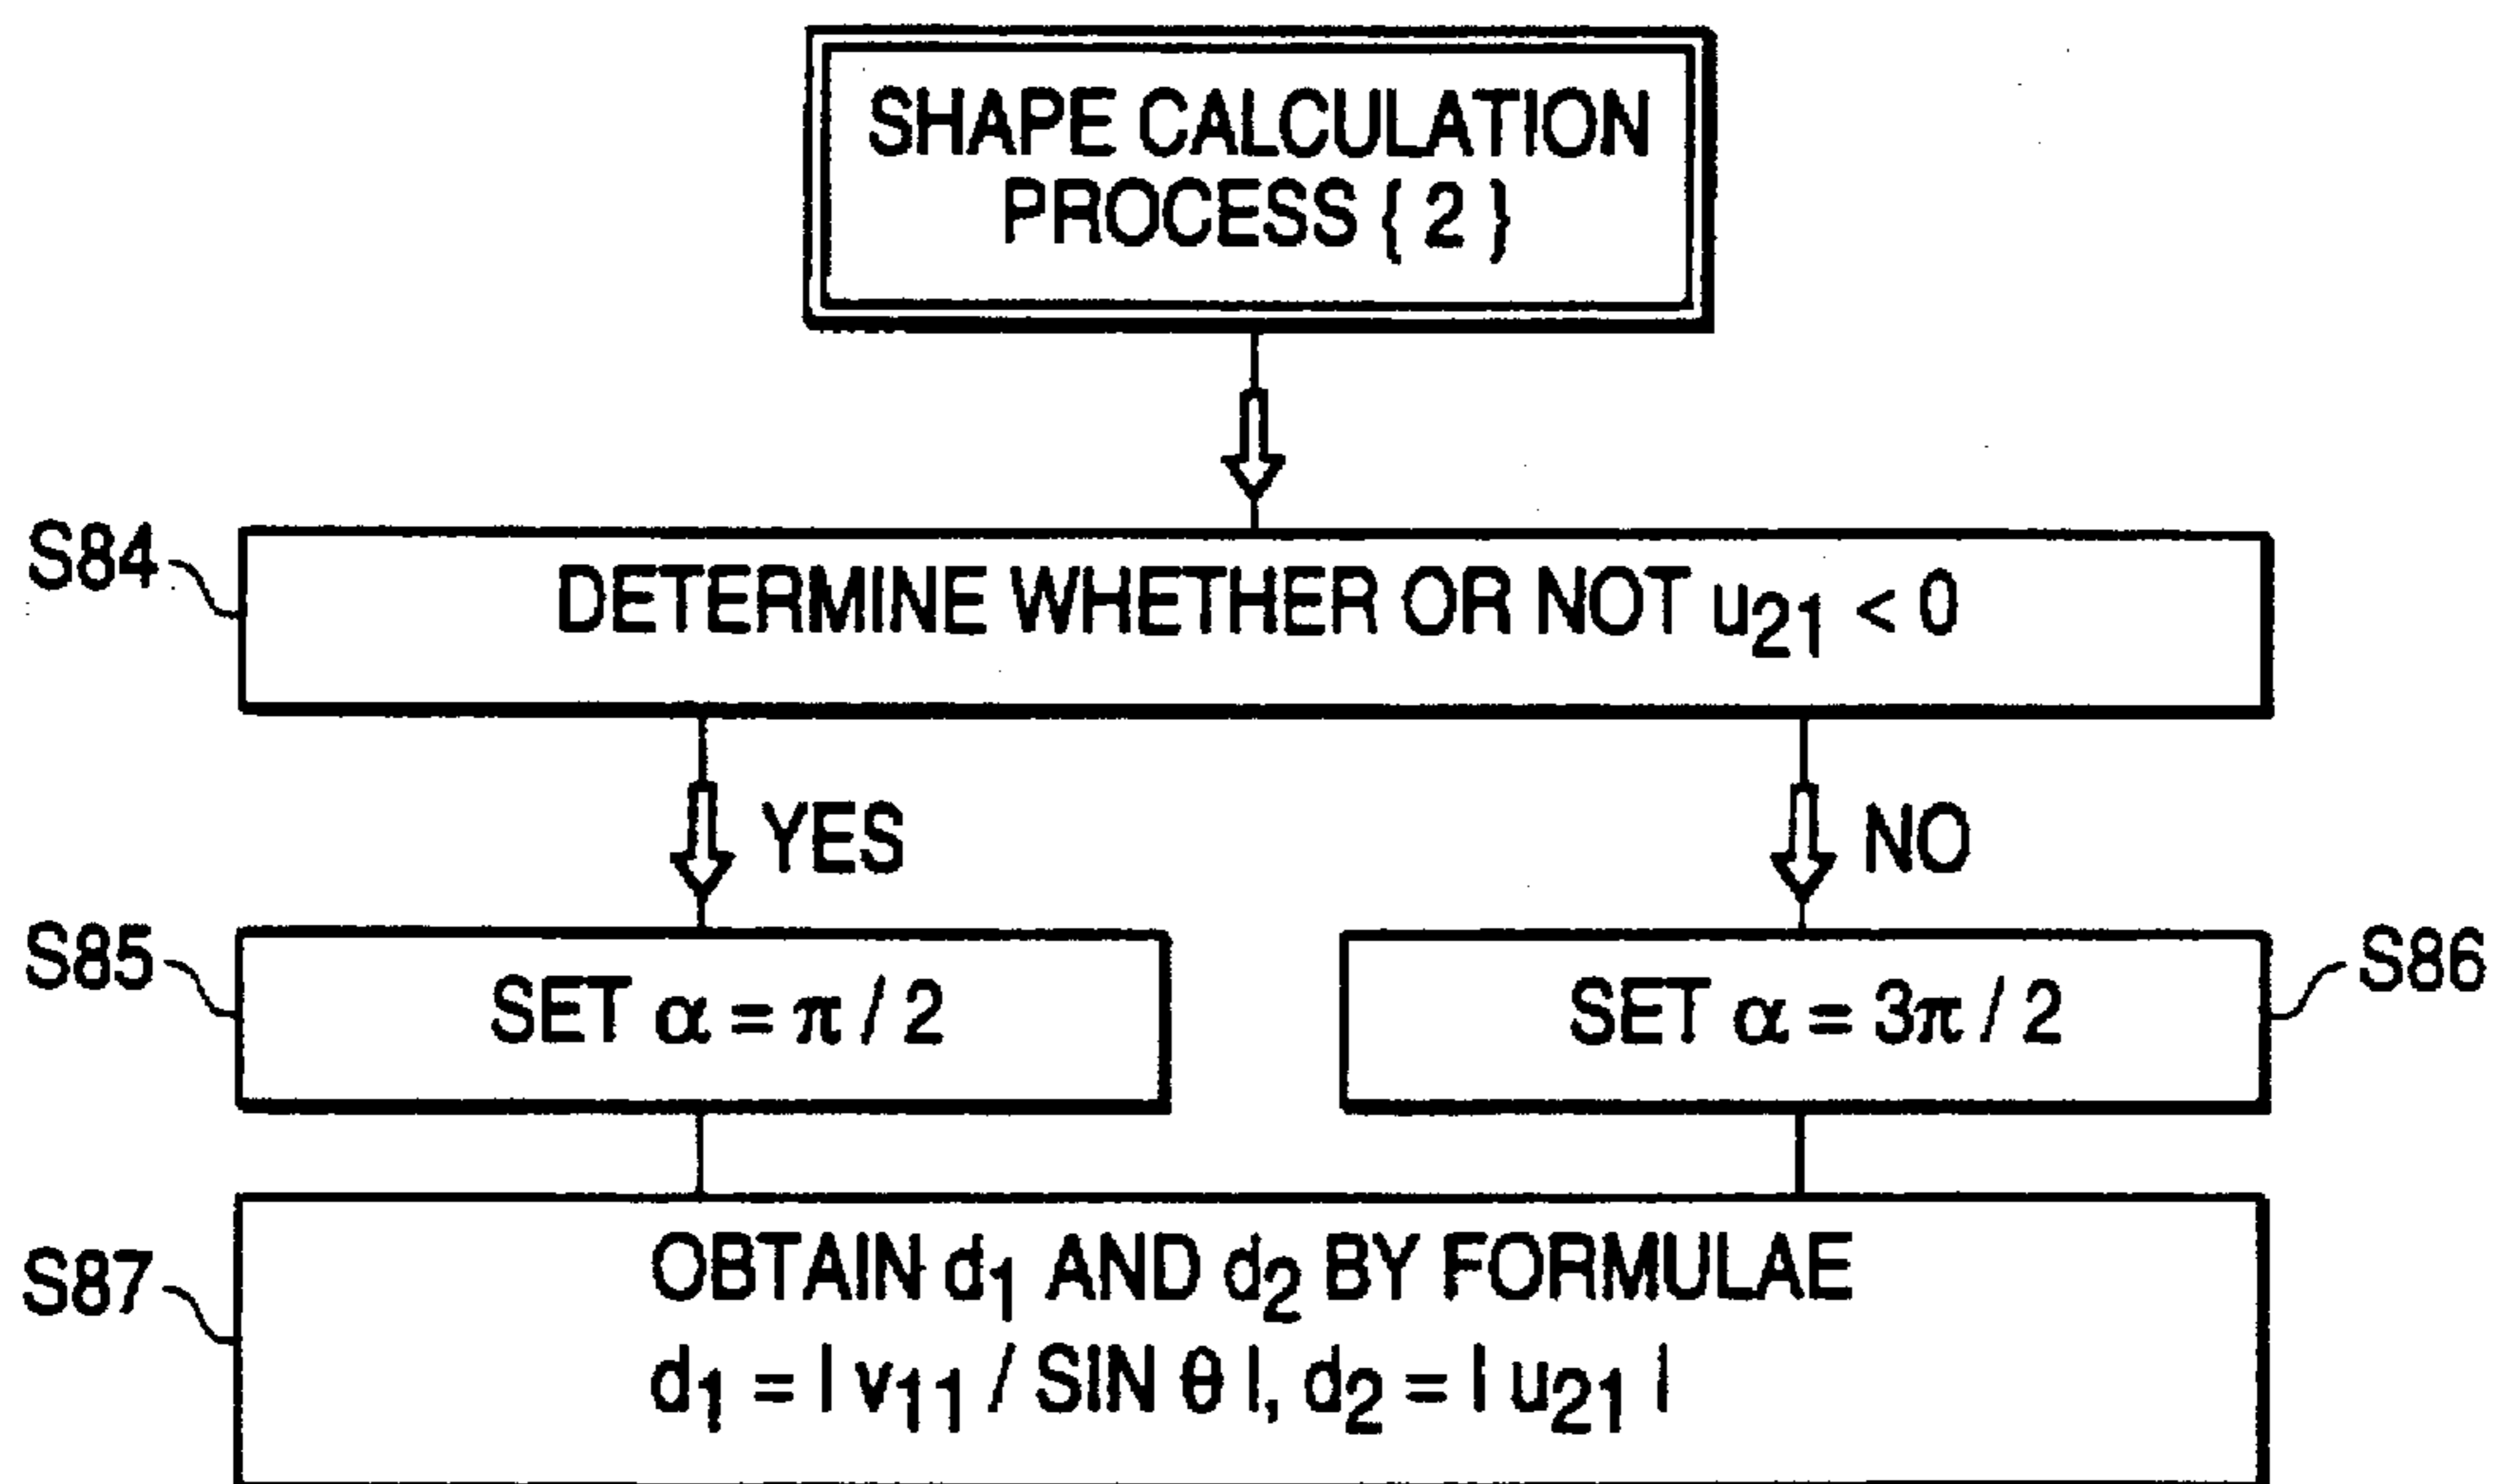 SHAPE CALCULATION
PROCESS { 2 }
S84
DETERMINE WHETHER OR NOT u21 < 0
YES
NO
S85
SET α = π / 2
SET α = 3π / 2
S86
S87
OBTAIN d1 AND d2 BY FORMULAE
d1 = | v11 / SIN θ |, d2 = | u21 |